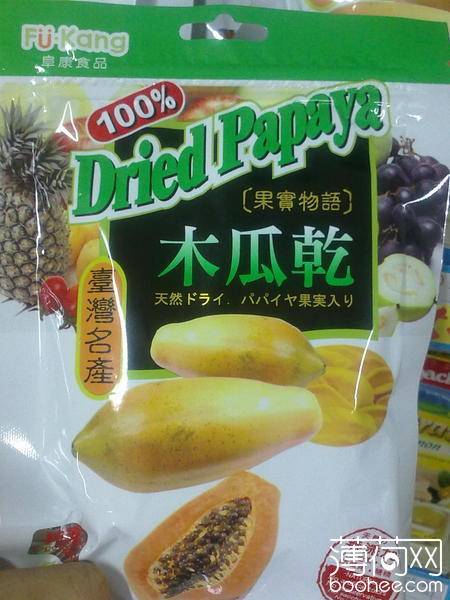 Fu-Kang
阜康食品
100%
Dried Papaya
〔果實物語〕
木瓜乾
天然ドライ．パパイヤ果実入り
臺灣名產
薄荷网
boohee.com